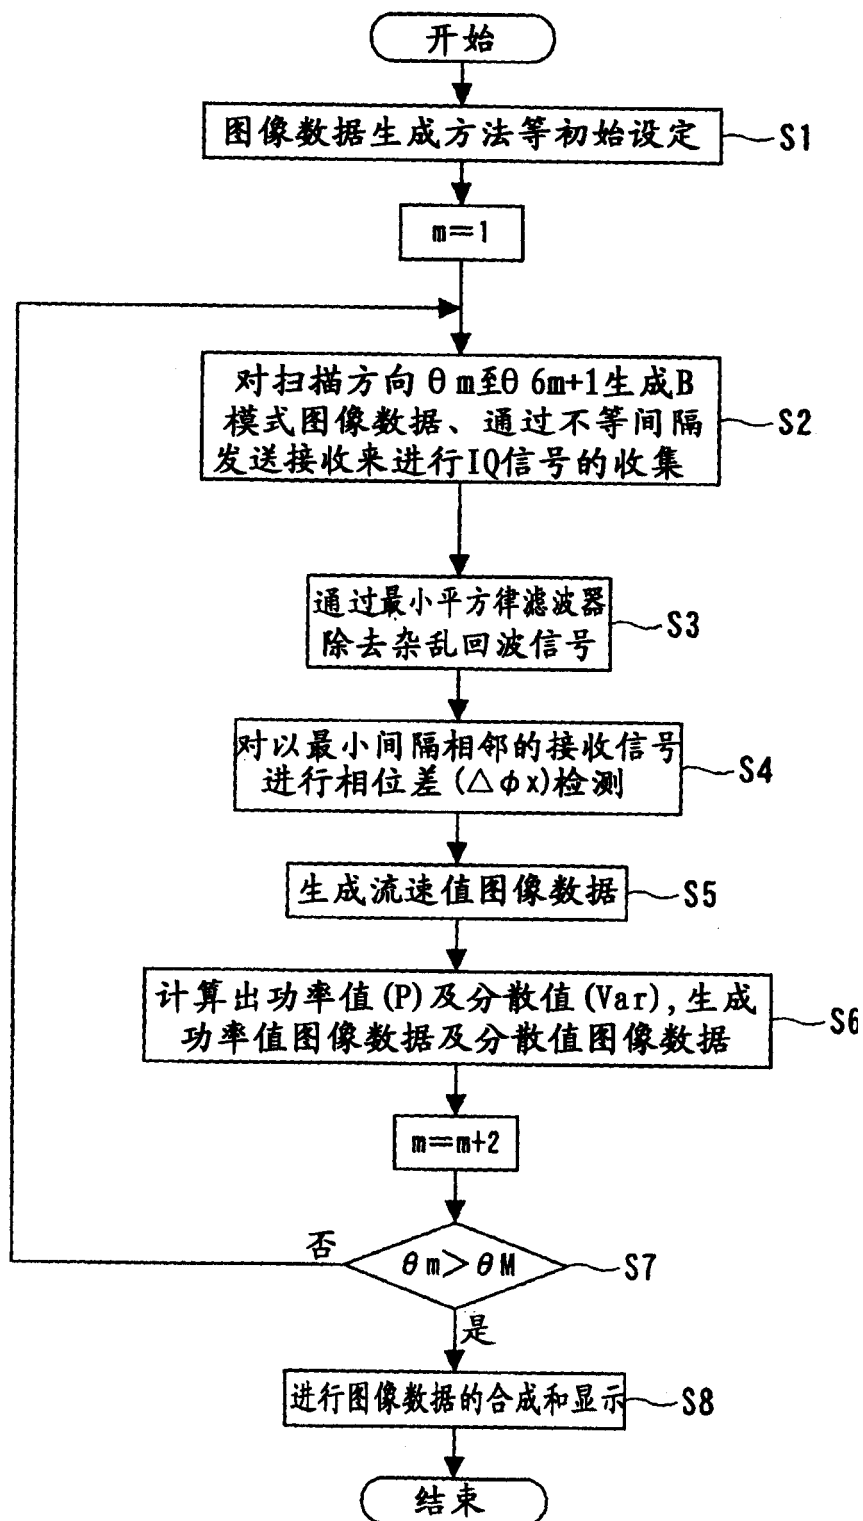 开始
图像数据生成方法等初始设定
S1
m=1
对扫描方向θm至θ6m+1生成B
模式图像数据、通过不等间隔
发送接收来进行IQ信号的收集
S2
通过最小平方律滤波器
除去杂乱回波信号
S3
对以最小间隔相邻的接收信号
进行相位差(△φx)检测
S4
生成流速值图像数据
S5
计算出功率值(P)及分散值(Var),生成
功率值图像数据及分散值图像数据
S6
m=m+2
否
θm>θM
S7
是
进行图像数据的合成和显示
S8
结束